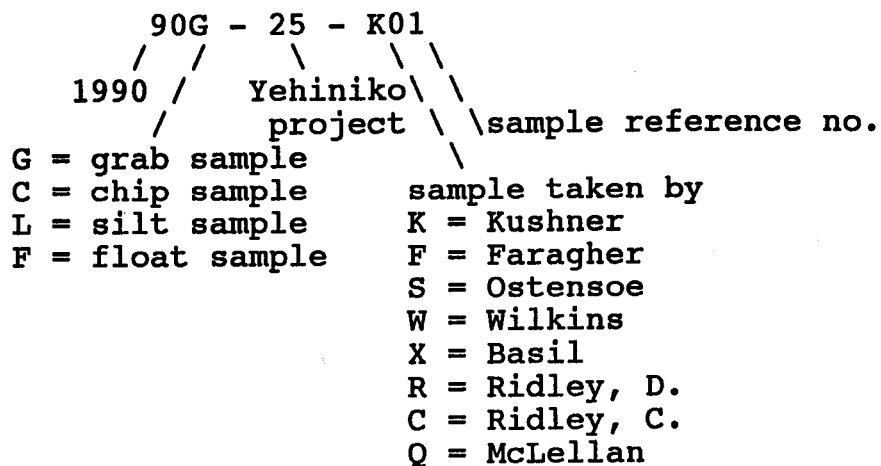 90G - 25 - K01
1990 Yehiniko
project sample reference no.
G = grab sample
C = chip sample sample taken by
L = silt sample K = Kushner
F = float sample F = Faragher
S = Ostensoe
W = Wilkins
X = Basil
R = Ridley, D.
C = Ridley, C.
Q = McLellan